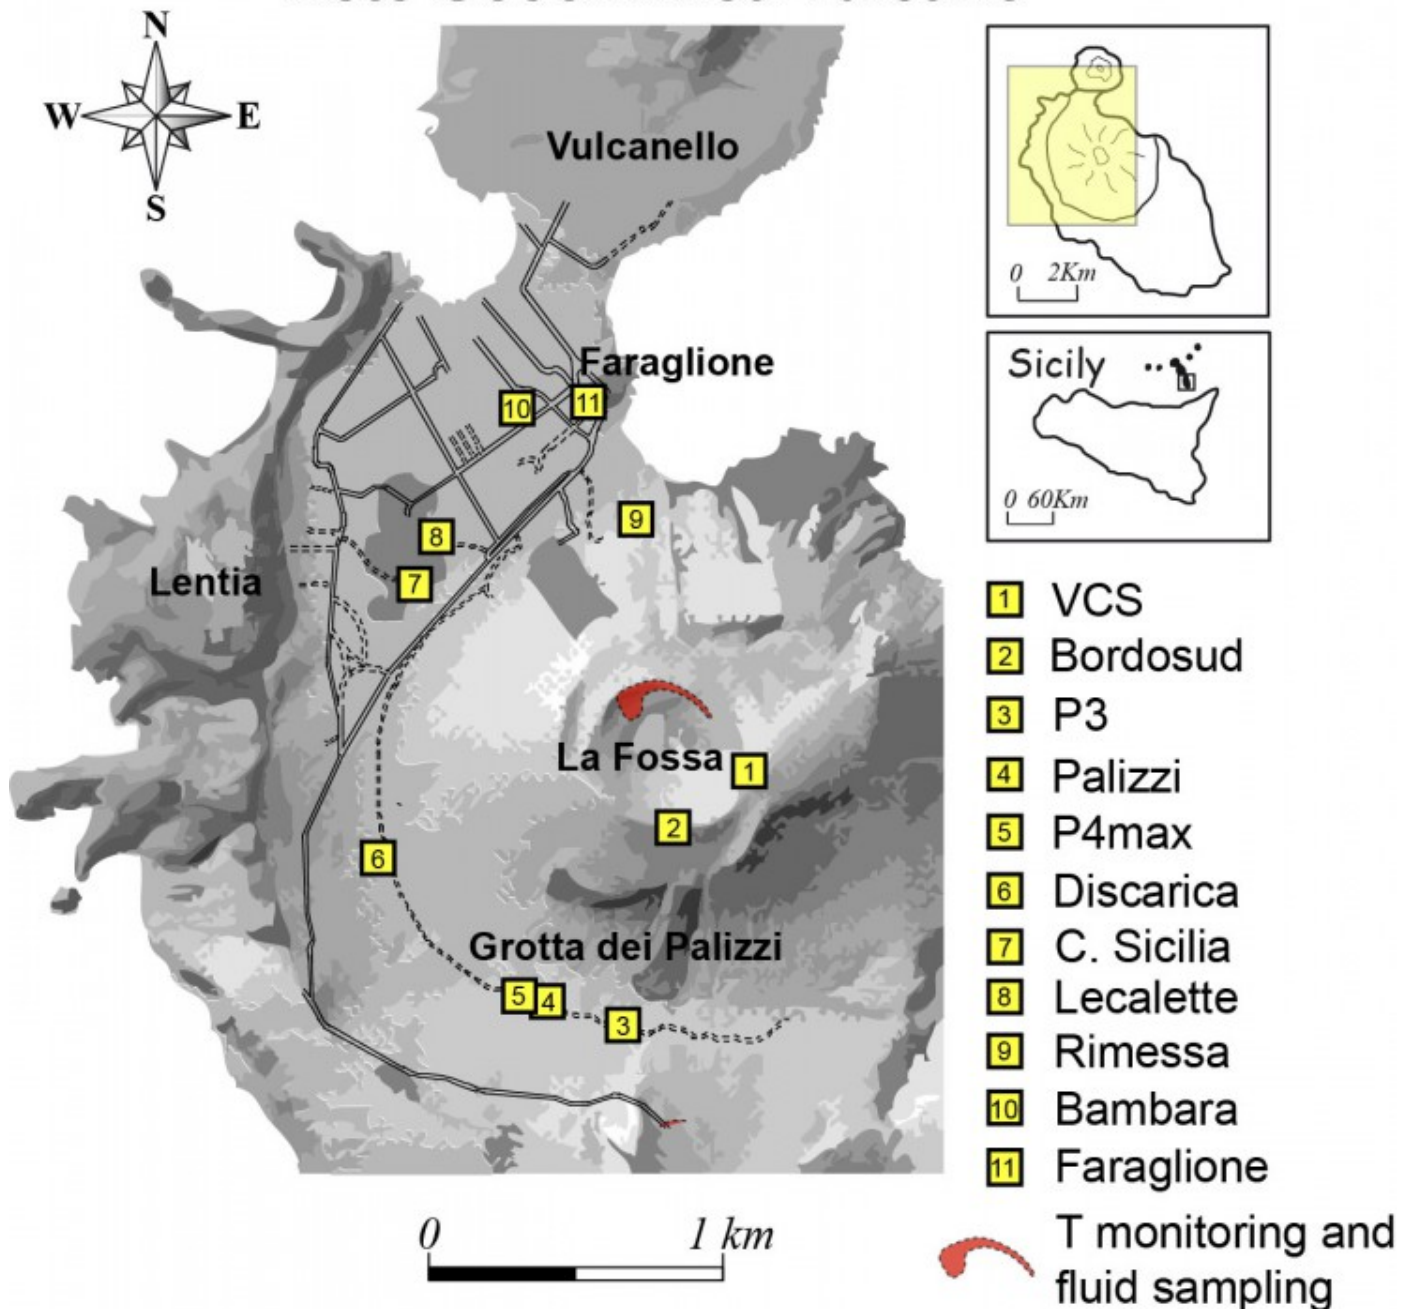 N
W
E
S
Vulcanello
Faraglione
10
11
9
8
7
Lentia
La Fossa
1
2
6
Grotta dei Palizzi
5
4
3
0 1 km
0 2Km
Sicily
0 60Km
1 VCS
2 Bordosud
3 P3
4 Palizzi
5 P4max
6 Discarica
7 C. Sicilia
8 Lecalette
9 Rimessa
10 Bambara
11 Faraglione
T monitoring and
fluid sampling